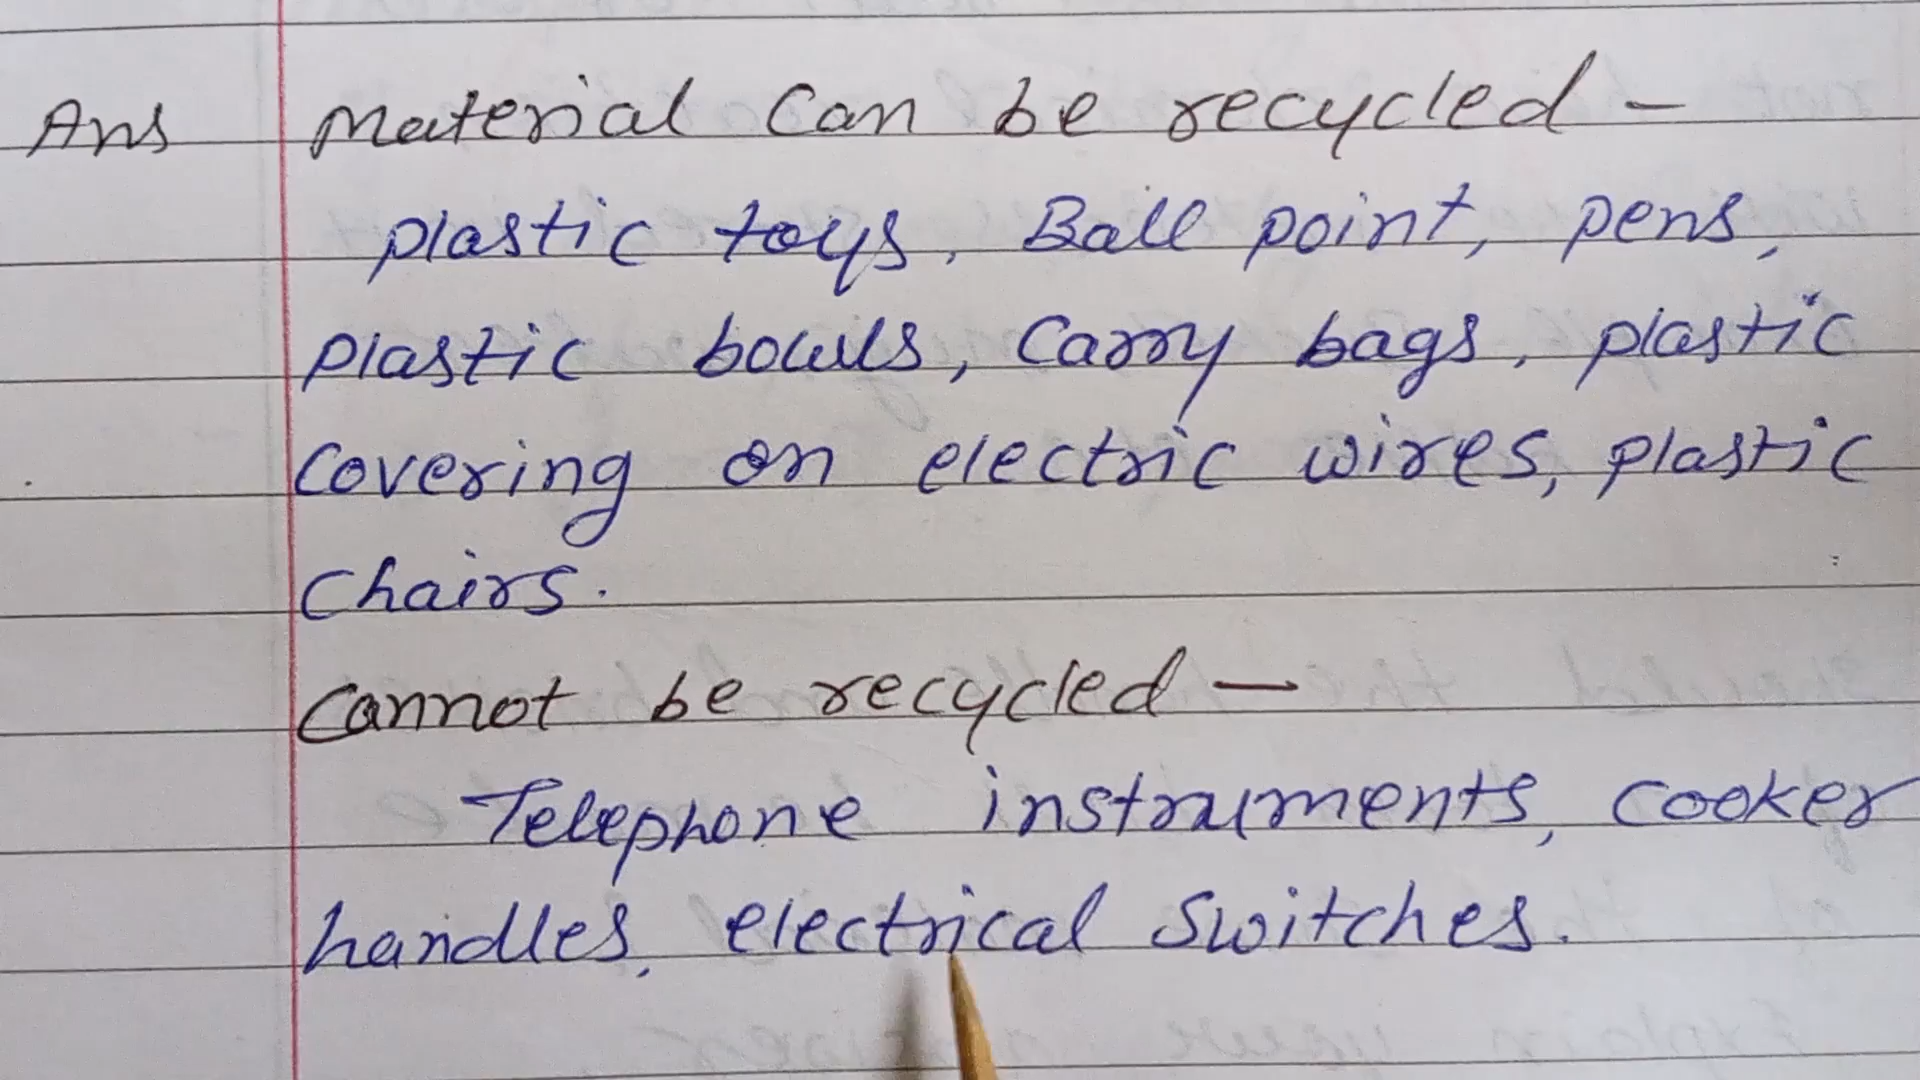 Ans Material Can be recycled –
plastic toys, Ball point, pens,
plastic bowls, Carry bags, plastic
Covering on electric wires, plastic
Chairs.
Cannot be recycled –
Telephone instruments, Cooker
handles, electrical Switches.